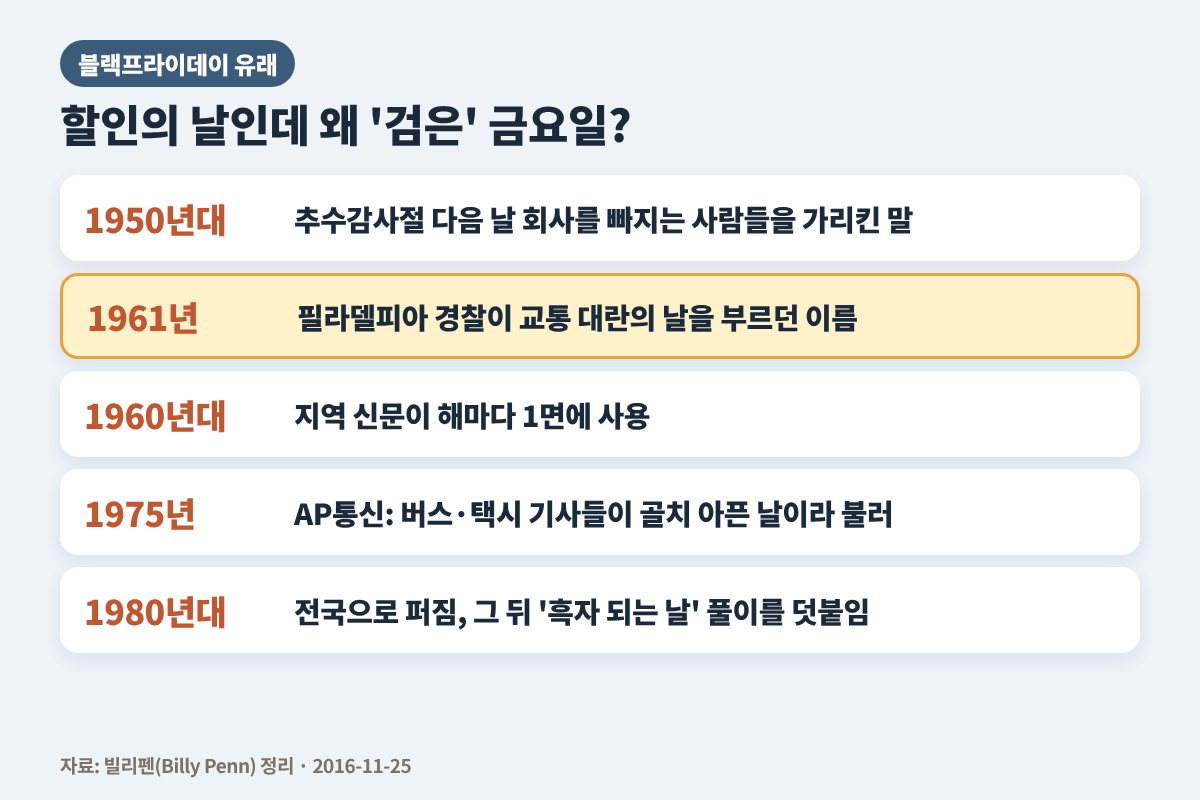 블랙프라이데이 유래
할인의 날인데 왜 '검은' 금요일?
1950년대 추수감사절 다음 날 회사를 빠지는 사람들을 가리킨 말
1961년 필라델피아 경찰이 교통 대란의 날을 부르던 이름
1960년대 지역 신문이 해마다 1면에 사용
1975년 AP통신: 버스·택시 기사들이 골치 아픈 날이라 불러
1980년대 전국으로 퍼짐, 그 뒤 '흑자 되는 날' 풀이를 덧붙임
자료: 빌리펜(Billy Penn) 정리 · 2016-11-25